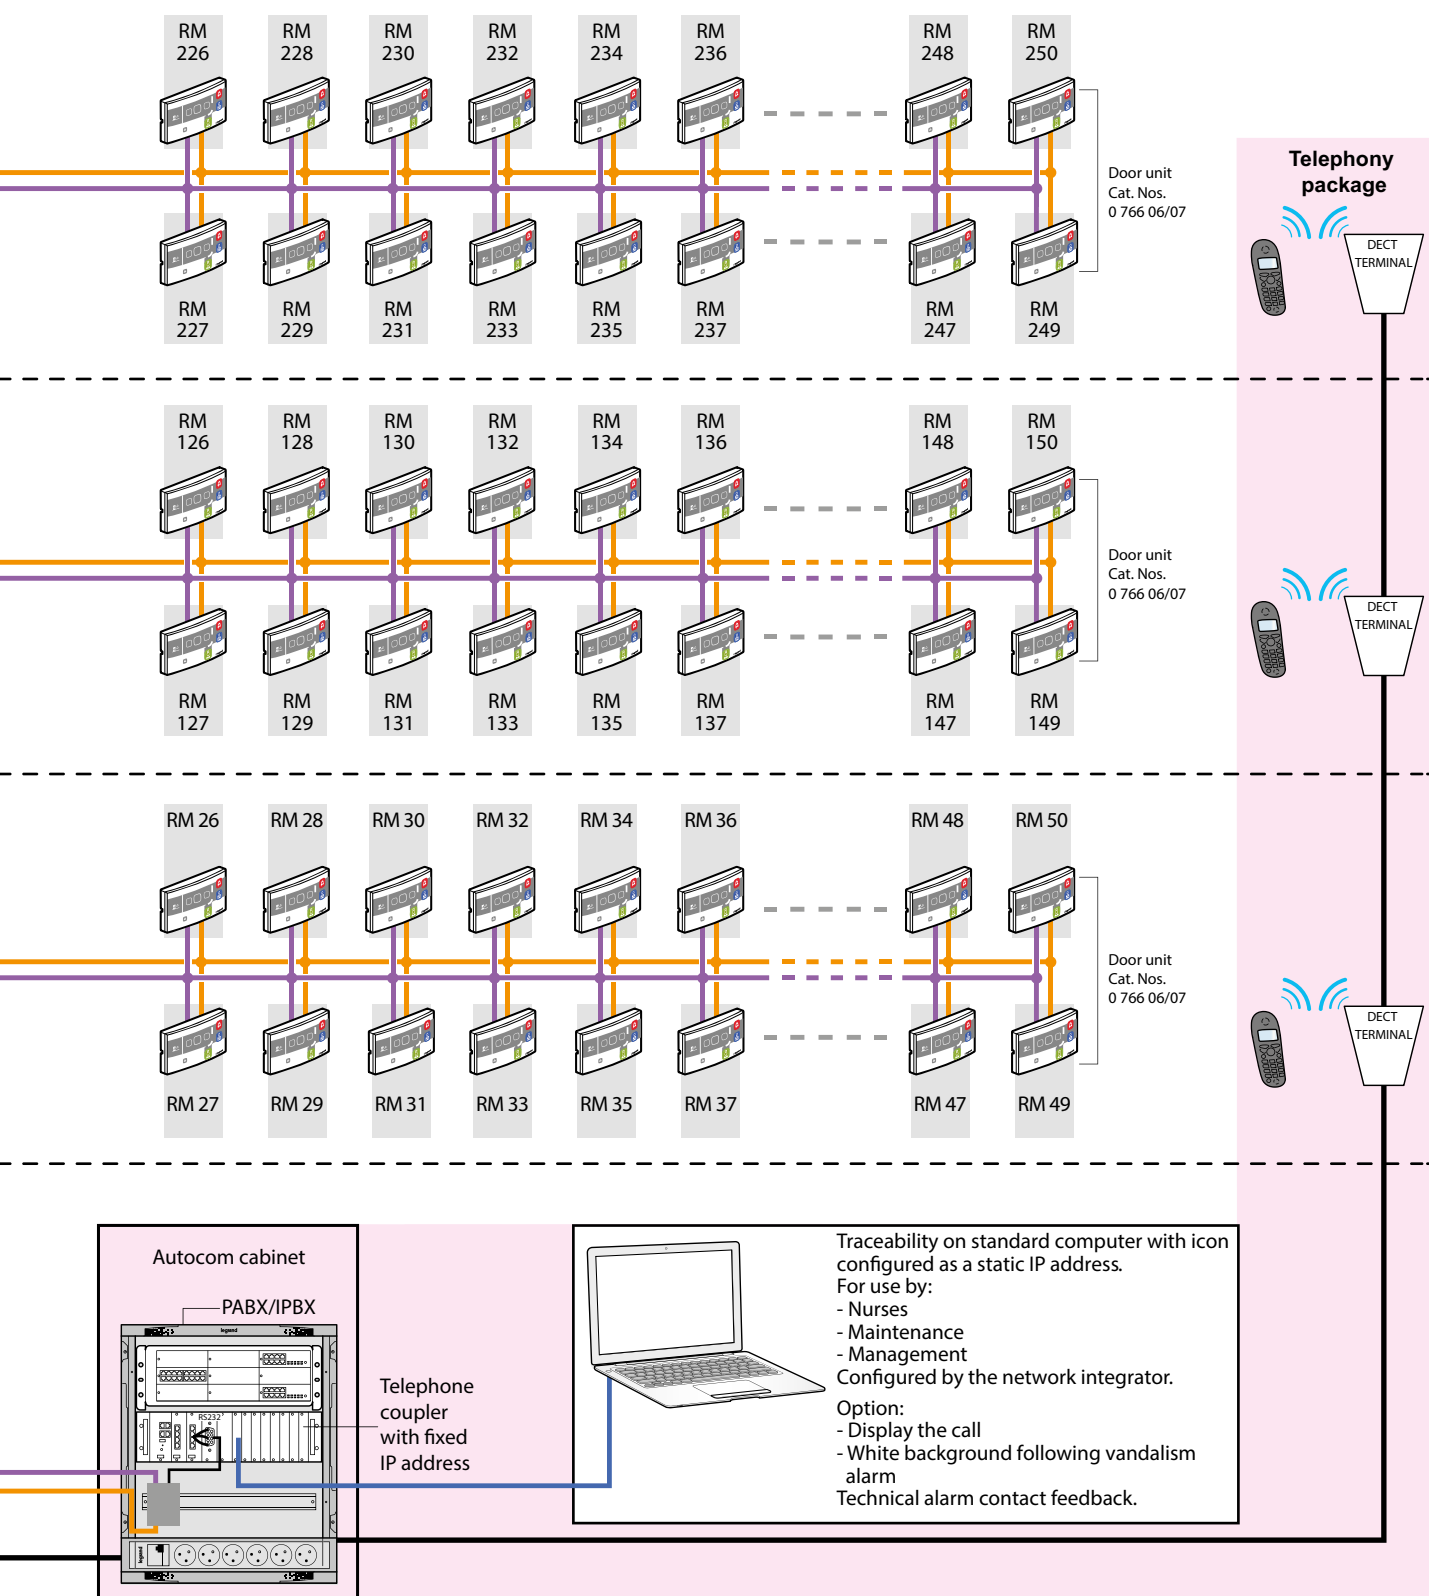 RM 226
RM 228
RM 230
RM 232
RM 234
RM 236
RM 248
RM 250
Door unit
Cat. Nos.
0 766 06/07
RM 227
RM 229
RM 231
RM 233
RM 235
RM 237
RM 247
RM 249
Telephony
package
DECT
TERMINAL
RM 126
RM 128
RM 130
RM 132
RM 134
RM 136
RM 148
RM 150
Door unit
Cat. Nos.
0 766 06/07
RM 127
RM 129
RM 131
RM 133
RM 135
RM 137
RM 147
RM 149
DECT
TERMINAL
RM 26
RM 28
RM 30
RM 32
RM 34
RM 36
RM 48
RM 50
Door unit
Cat. Nos.
0 766 06/07
RM 27
RM 29
RM 31
RM 33
RM 35
RM 37
RM 47
RM 49
DECT
TERMINAL
Autocom cabinet
PABX/IPBX
legrand
RS232
legrand
Telephone
coupler
with fixed
IP address
Traceability on standard computer with icon
configured as a static IP address.
For use by:
- Nurses
- Maintenance
- Management
Configured by the network integrator.
Option:
- Display the call
- White background following vandalism
alarm
Technical alarm contact feedback.